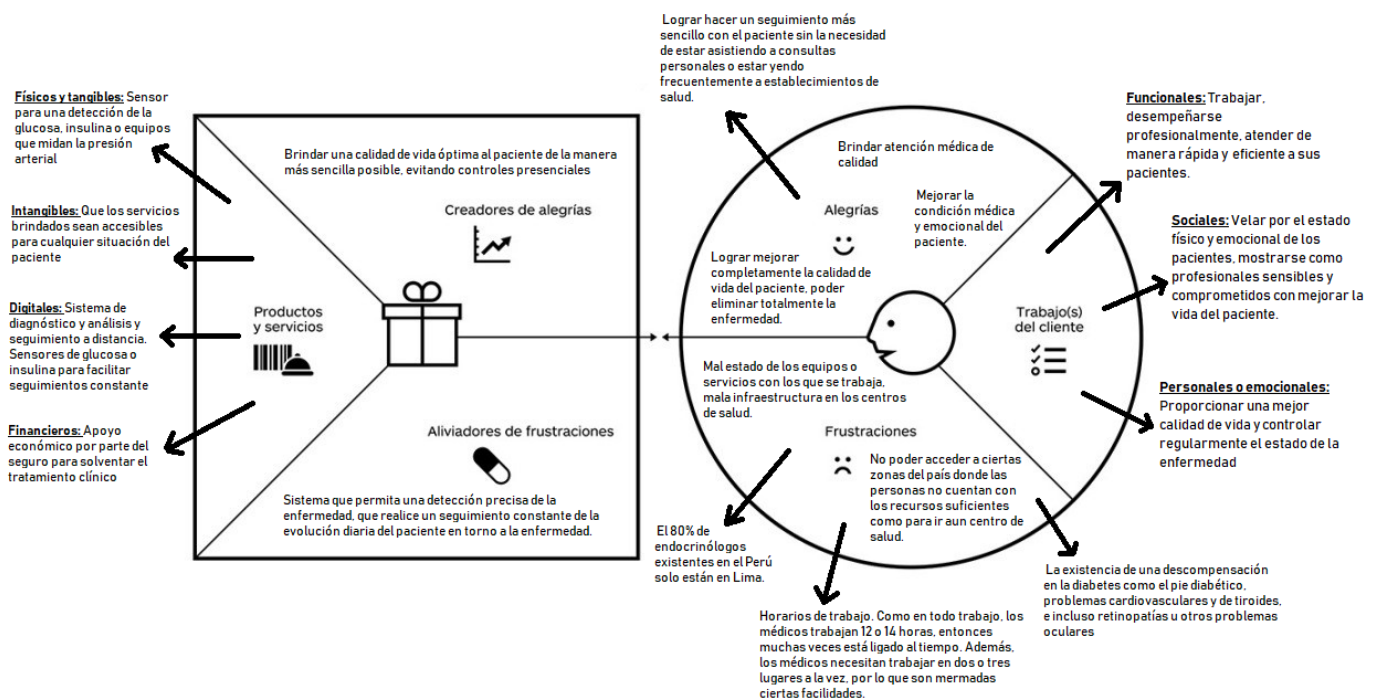 Lograr hacer un seguimiento más
sencillo con el paciente sin la necesidad
de estar asistiendo a consultas
personales o estar yendo
frecuentemente a establecimientos de
salud.
Físicos y tangibles: Sensor
para una detección de la
glucosa, insulina o equipos
que midan la presión
arterial
Intangibles: Que los servicios
brindados sean accesibles
para cualquier situación del
paciente
Digitales: Sistema de
diagnóstico y análisis y
seguimiento a distancia.
Sensores de glucosa o
insulina para facilitar
seguimientos constante
Financieros: Apoyo
económico por parte del
seguro para solventar el
tratamiento clínico
Brindar una calidad de vida óptima al paciente de la manera
más sencilla posible, evitando controles presenciales
Creadores de alegrías
Productos
y servicios
Aliviadores de frustraciones
Sistema que permita una detección precisa de la
enfermedad, que realice un seguimiento constante de la
evolución diaria del paciente en torno a la enfermedad.
Brindar atención médica de
calidad
Alegrías
Mejorar la
condición médica
y emocional del
paciente.
Lograr mejorar
completamente la calidad de
vida del paciente, poder
eliminar totalmente la
enfermedad.
Trabajo(s)
del cliente
Mal estado de los equipos o
servicios con los que se trabaja,
mala infraestructura en los centros
de salud.
Frustraciones
No poder acceder a ciertas
zonas del país donde las
personas no cuentan con
los recursos suficientes
como para ir aun centro de
salud.
Funcionales: Trabajar,
desempeñarse
profesionalmente, atender de
manera rápida y eficiente a sus
pacientes.
Sociales: Velar por el estado
físico y emocional de los
pacientes, mostrarse como
profesionales sensibles y
comprometidos con mejorar la
vida del paciente.
Personales o emocionales:
Proporcionar una mejor
calidad de vida y controlar
regularmente el estado de la
enfermedad
El 80% de
endocrinólogos
existentes en el Perú
solo están en Lima.
Horarios de trabajo. Como en todo trabajo, los
médicos trabajan 12 o 14 horas, entonces
muchas veces está ligado al tiempo. Además,
los médicos necesitan trabajar en dos o tres
lugares a la vez, por lo que son mermadas
ciertas facilidades.
La existencia de una descompensación
en la diabetes como el pie diabético,
problemas cardiovasculares y de tiroides,
e incluso retinopatías u otros problemas
oculares